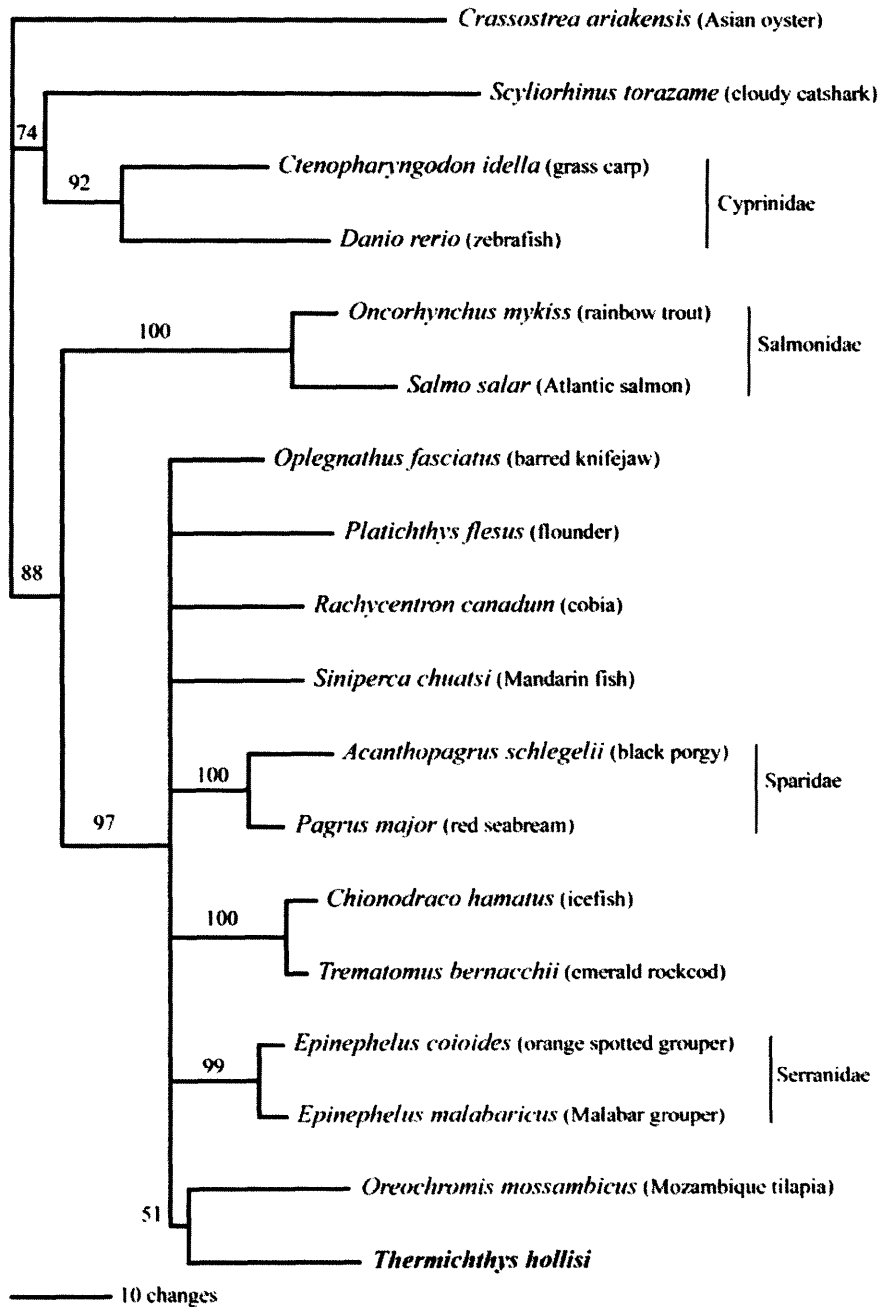 Crassostrea ariakensis (Asian oyster)
Scyliorhinus torazame (cloudy catshark)
74
92
Ctenopharyngodon idella (grass carp)
Cyprinidae
Danio rerio (zebrafish)
Oncorhynchus mykiss (rainbow trout)
100
Salmonidae
Salmo salar (Atlantic salmon)
Oplegnathus fasciatus (barred knifejaw)
Platichthys flesus (flounder)
88
Rachycentron canadum (cobia)
Siniperca chuatsi (Mandarin fish)
Acanthopagrus schlegelii (black porgy)
100
Sparidae
97
Pagrus major (red seabream)
Chionodraco hamatus (icefish)
100
Trematomus bernacchii (emerald rockcod)
Epinephelus coioides (orange spotted grouper)
99
Serranidae
Epinephelus malabaricus (Malabar grouper)
Oreochromis mossambicus (Mozambique tilapia)
51
Thermichthys hollisi
10 changes